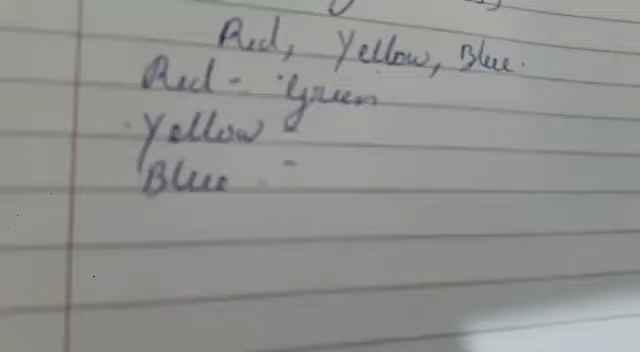 Red, Yellow, Blue.
Red - Green
Yellow -
Blue -